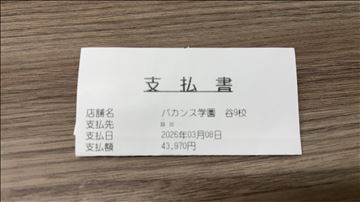 支払書
店舗名 バカンス学園 谷9校
支払先
支払日 2026年03月08日
支払額 43,970円